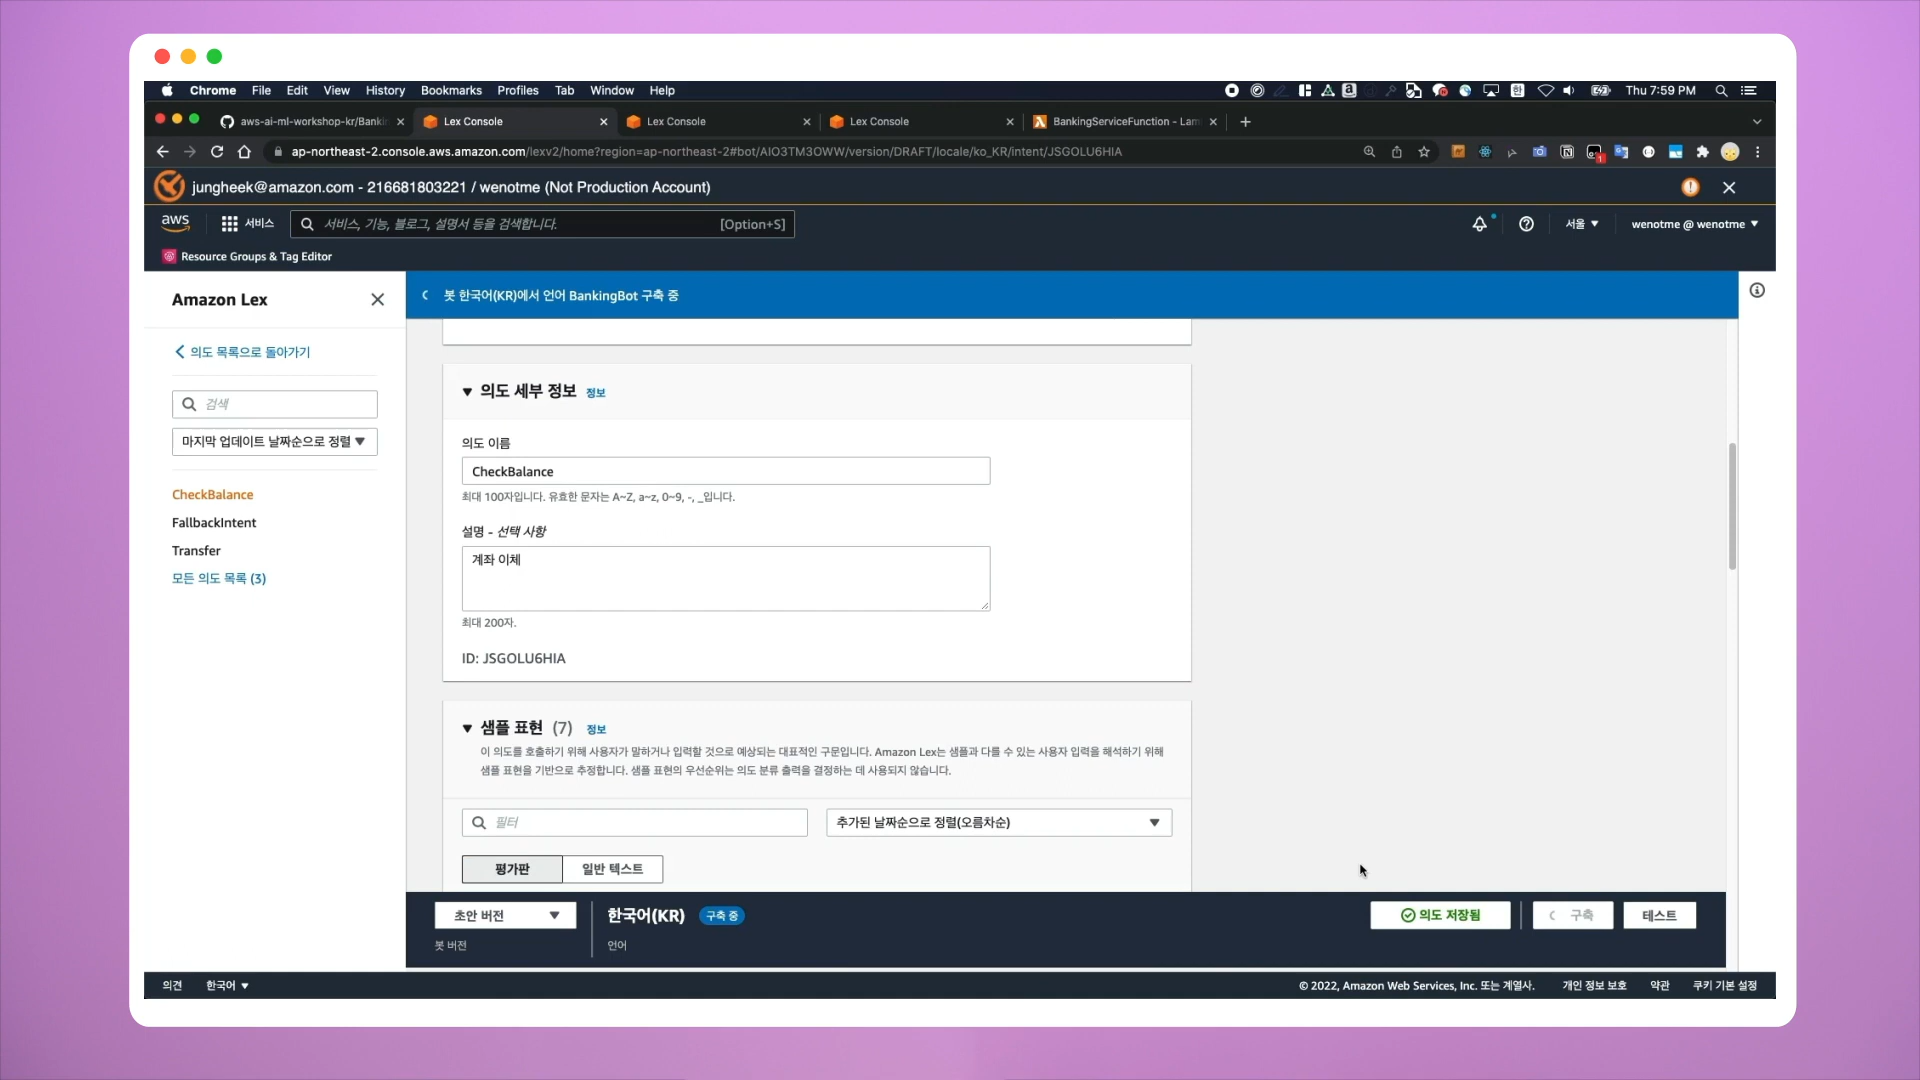 Chrome File Edit View History Bookmarks Profiles Tab Window Help
Thu 7:59 PM
aws-ai-ml-workshop-kr/Bankin
Lex Console
Lex Console
Lex Console
BankingServiceFunction - Lam
ap-northeast-2.console.aws.amazon.com/lexv2/home?region=ap-northeast-2#bot/AIO3TM3OWW/version/DRAFT/locale/ko_KR/intent/JSGOLU6HIA
jungheek@amazon.com - 216681803221 / wenotme (Not Production Account)
aws
서비스
서비스, 기능, 블로그, 설명서 등을 검색합니다.
[Option+S]
서울
wenotme @ wenotme
Resource Groups & Tag Editor
Amazon Lex
봇 한국어(KR)에서 언어 BankingBot 구축 중
의도 목록으로 돌아가기
검색
마지막 업데이트 날짜순으로 정렬
CheckBalance
FallbackIntent
Transfer
모든 의도 목록 (3)
의도 세부 정보 정보
의도 이름
CheckBalance
최대 100자입니다. 유효한 문자는 A~Z, a~z, 0~9, -, _입니다.
설명 - 선택 사항
계좌 이체
최대 200자.
ID: JSGOLU6HIA
샘플 표현 (7) 정보
이 의도를 호출하기 위해 사용자가 말하거나 입력할 것으로 예상되는 대표적인 구문입니다. Amazon Lex는 샘플과 다를 수 있는 사용자 입력을 해석하기 위해
샘플 표현을 기반으로 추정합니다. 샘플 표현의 우선순위는 의도 분류 출력을 결정하는 데 사용되지 않습니다.
필터
추가된 날짜순으로 정렬(오름차순)
평가판
일반 텍스트
초안 버전
한국어(KR) 구축 중
의도 저장됨
구축
테스트
봇 버전
언어
의견
한국어
© 2022, Amazon Web Services, Inc. 또는 계열사.
개인 정보 보호
약관
쿠키 기본 설정